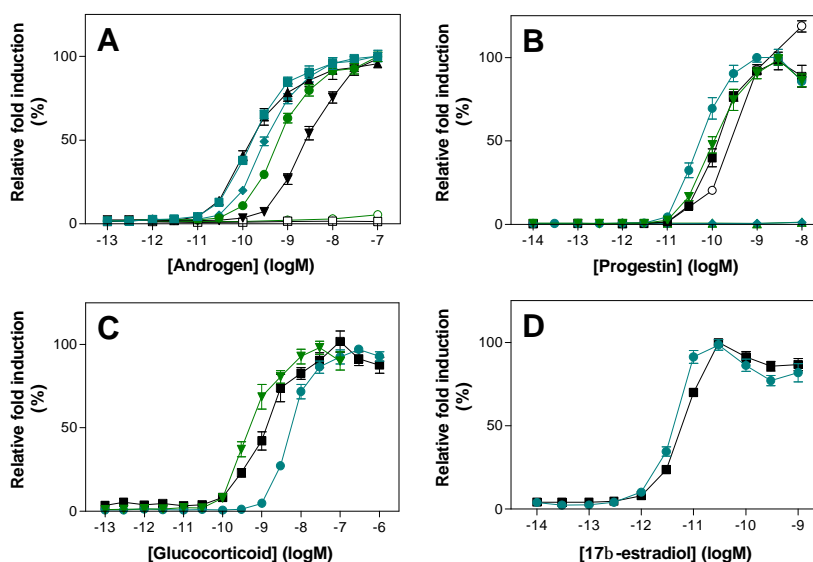 A
Relative fold induction
(%)
100
50
0
-13 -12 -11 -10 -9 -8 -7
[Androgen] (logM)
B
Relative fold induction
(%)
100
50
0
-14 -13 -12 -11 -10 -9 -8
[Progestin] (logM)
C
Relative fold induction
(%)
100
50
0
-13 -12 -11 -10 -9 -8 -7 -6
[Glucocorticoid] (logM)
D
Relative fold induction
(%)
100
50
0
-14 -13 -12 -11 -10 -9
[17b-estradiol] (logM)